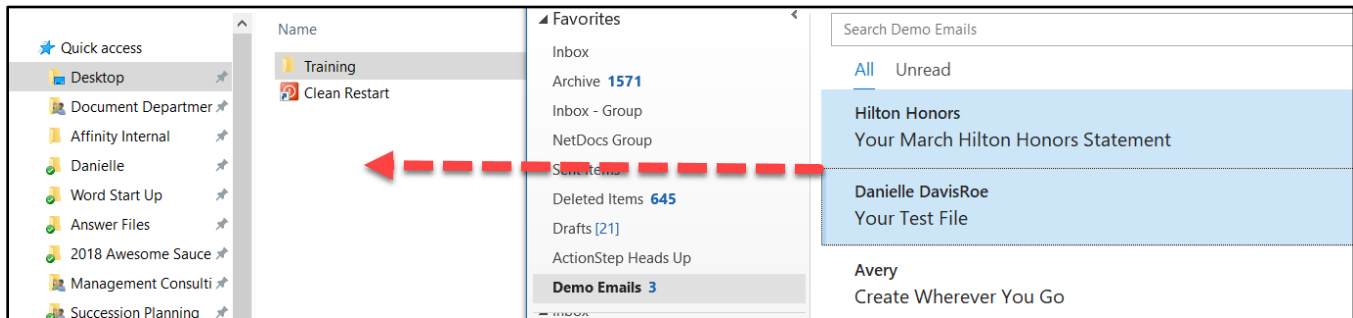 Quick access
Desktop
Document Departmer
Affinity Internal
Danielle
Word Start Up
Answer Files
2018 Awesome Sauce
Management Consulti
Succession Planning
Name
Training
Clean Restart
Favorites
Inbox
Archive 1571
Inbox - Group
NetDocs Group
Sent Items
Deleted Items 645
Drafts [21]
ActionStep Heads Up
Demo Emails 3
Inbox
Search Demo Emails
All Unread
Hilton Honors
Your March Hilton Honors Statement
Danielle DavisRoe
Your Test File
Avery
Create Wherever You Go